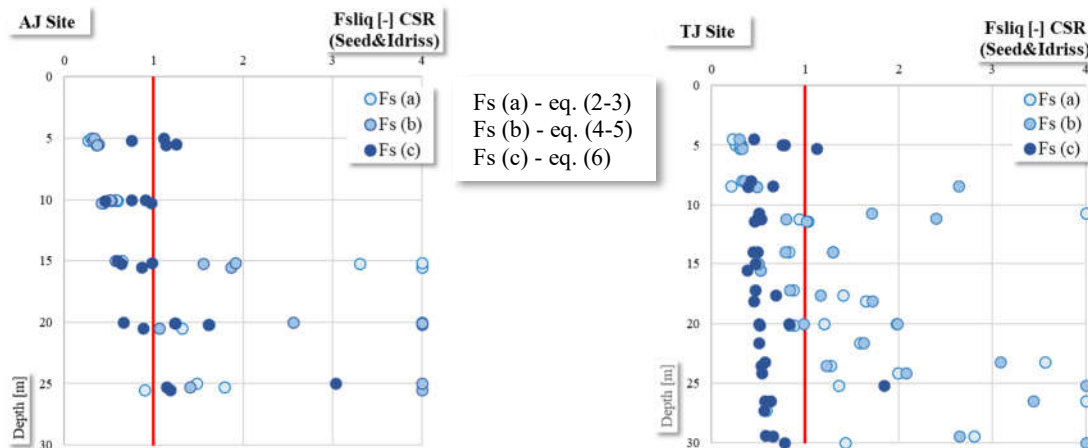 AJ Site
Fsliq [-] CSR
(Seed&Idriss)
0 1 2 3 4
0
5
10
15
20
25
30
Depth [m]
Fs (a)
Fs (b)
Fs (c)
Fs (a) - eq. (2-3)
Fs (b) - eq. (4-5)
Fs (c) - eq. (6)
TJ Site
Fsliq [-] CSR
(Seed&Idriss)
0 1 2 3 4
0
5
10
15
20
25
30
Depth [m]
Fs (a)
Fs (b)
Fs (c)